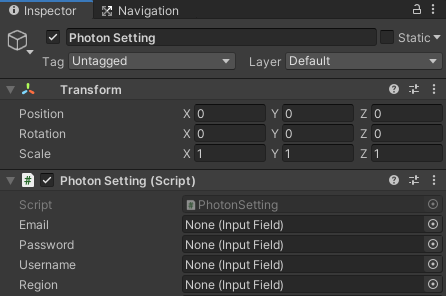 Inspector Navigation
Photon Setting Static
Tag Untagged Layer Default
Transform
Position X 0 Y 0 Z 0
Rotation X 0 Y 0 Z 0
Scale X 1 Y 1 Z 1
# Photon Setting (Script)
Script # PhotonSetting
Email None (Input Field)
Password None (Input Field)
Username None (Input Field)
Region None (Input Field)